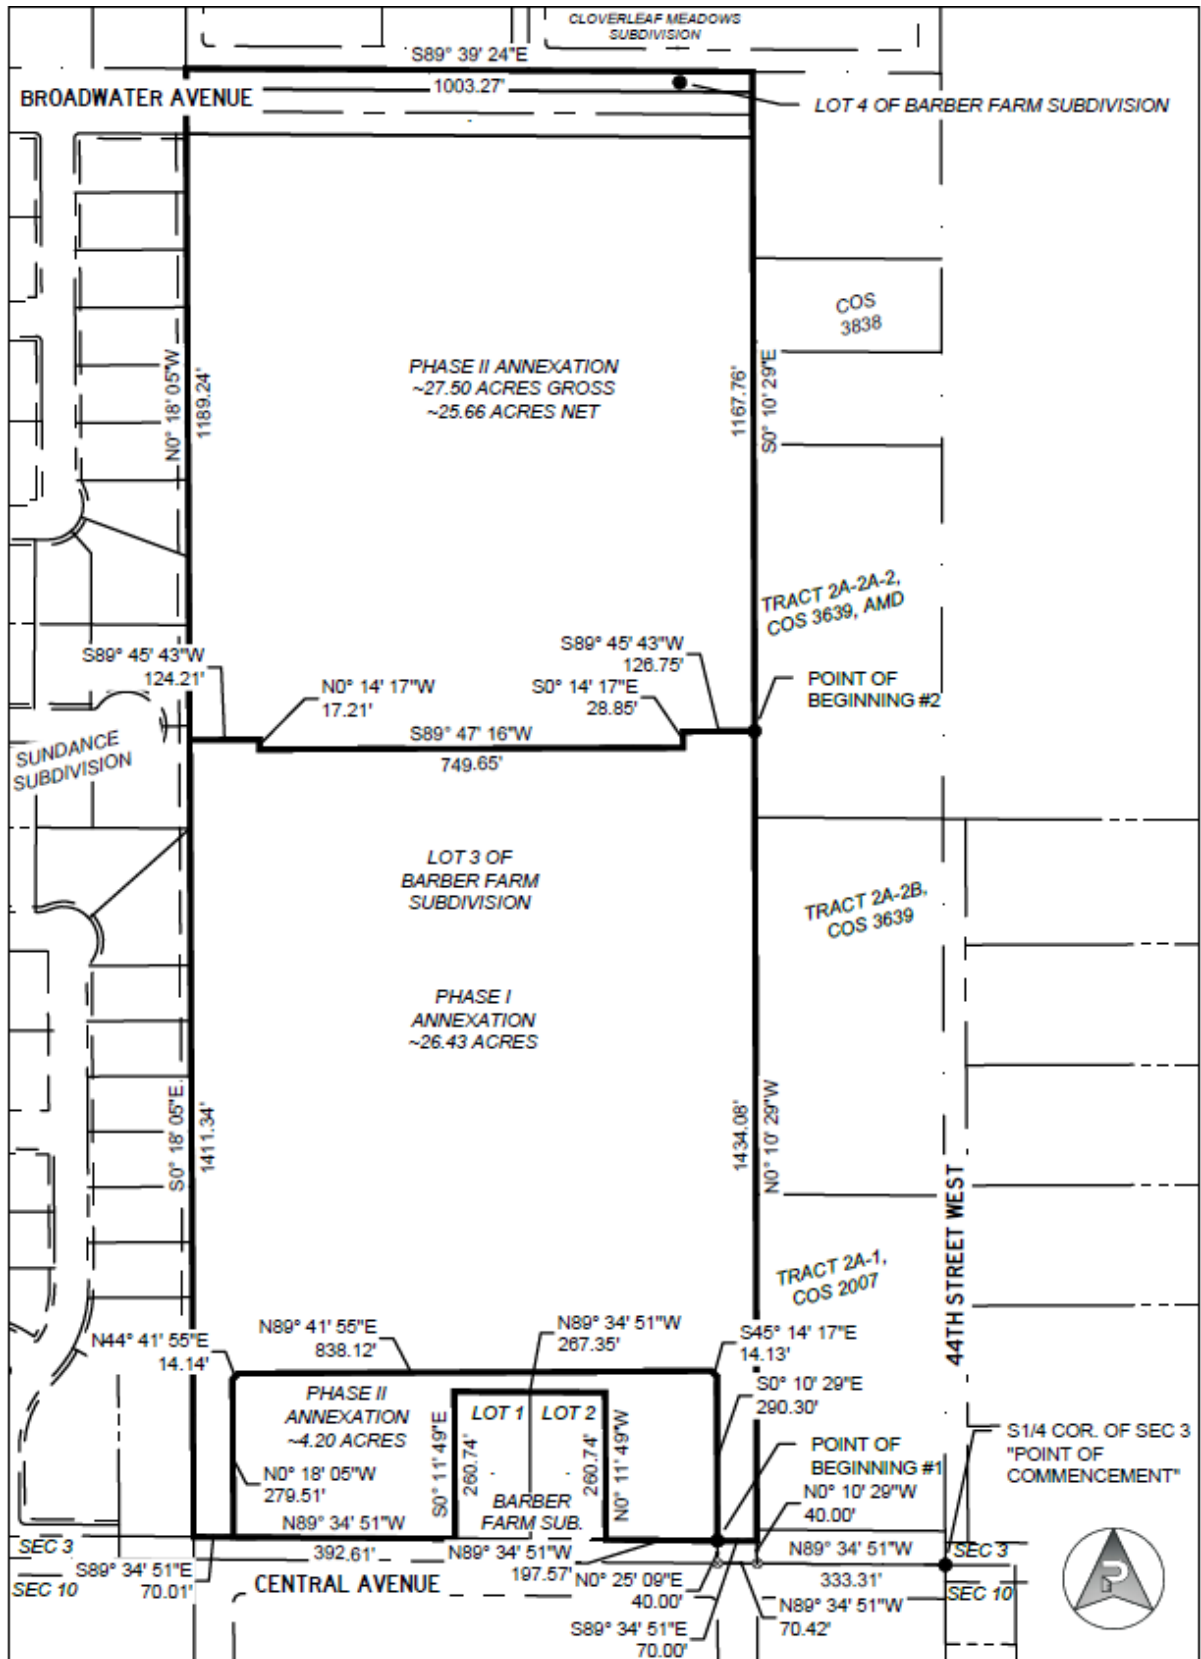 CLOVERLEAF MEADOWS
SUBDIVISION
S89° 39' 24"E
1003.27'
BROADWATER AVENUE
LOT 4 OF BARBER FARM SUBDIVISION
COS
3838
N0° 18' 05"W
1189.24'
PHASE II ANNEXATION
~27.50 ACRES GROSS
~25.66 ACRES NET
1167.76'
S0° 10' 29"E
TRACT 2A-2A-2,
COS 3639, AMD
S89° 45' 43"W
124.21'
N0° 14' 17"W
17.21'
S89° 45' 43"W
126.75'
S0° 14' 17"E
28.85'
POINT OF
BEGINNING #2
S89° 47' 16"W
749.65'
SUNDANCE
SUBDIVISION
LOT 3 OF
BARBER FARM
SUBDIVISION
TRACT 2A-2B,
COS 3639
PHASE I
ANNEXATION
~26.43 ACRES
S0° 18' 05"E
1411.34'
1434.08'
N0° 10' 29"W
44TH STREET WEST
TRACT 2A-1,
COS 2007
N44° 41' 55"E
14.14'
N89° 41' 55"E
838.12'
N89° 34' 51"W
267.35'
S45° 14' 17"E
14.13'
S0° 10' 29"E
290.30'
PHASE II
ANNEXATION
~4.20 ACRES
N0° 18' 05"W
279.51'
S0° 11' 49"E
260.74'
LOT 1
LOT 2
260.74'
N0° 11' 49"W
BARBER
FARM SUB.
POINT OF
BEGINNING #1
S1/4 COR. OF SEC 3
"POINT OF
COMMENCEMENT"
N0° 10' 29"W
40.00'
N89° 34' 51"W
392.61'
SEC 3
SEC 10
S89° 34' 51"E
70.01'
CENTRAL AVENUE
N89° 34' 51"W
197.57'
N0° 25' 09"E
40.00'
S89° 34' 51"E
70.00'
N89° 34' 51"W
333.31'
N89° 34' 51"W
70.42'
SEC 3
SEC 10